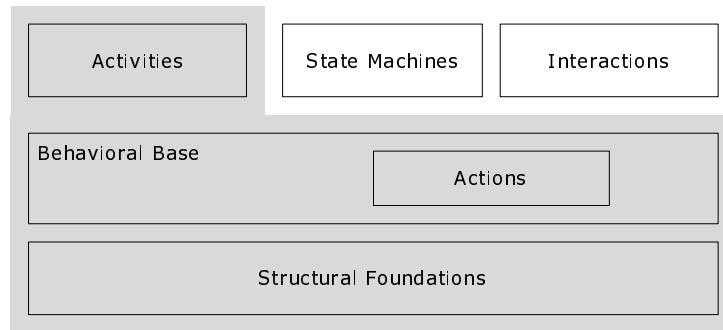 Activities
State Machines
Interactions
Behavioral Base
Actions
Structural Foundations